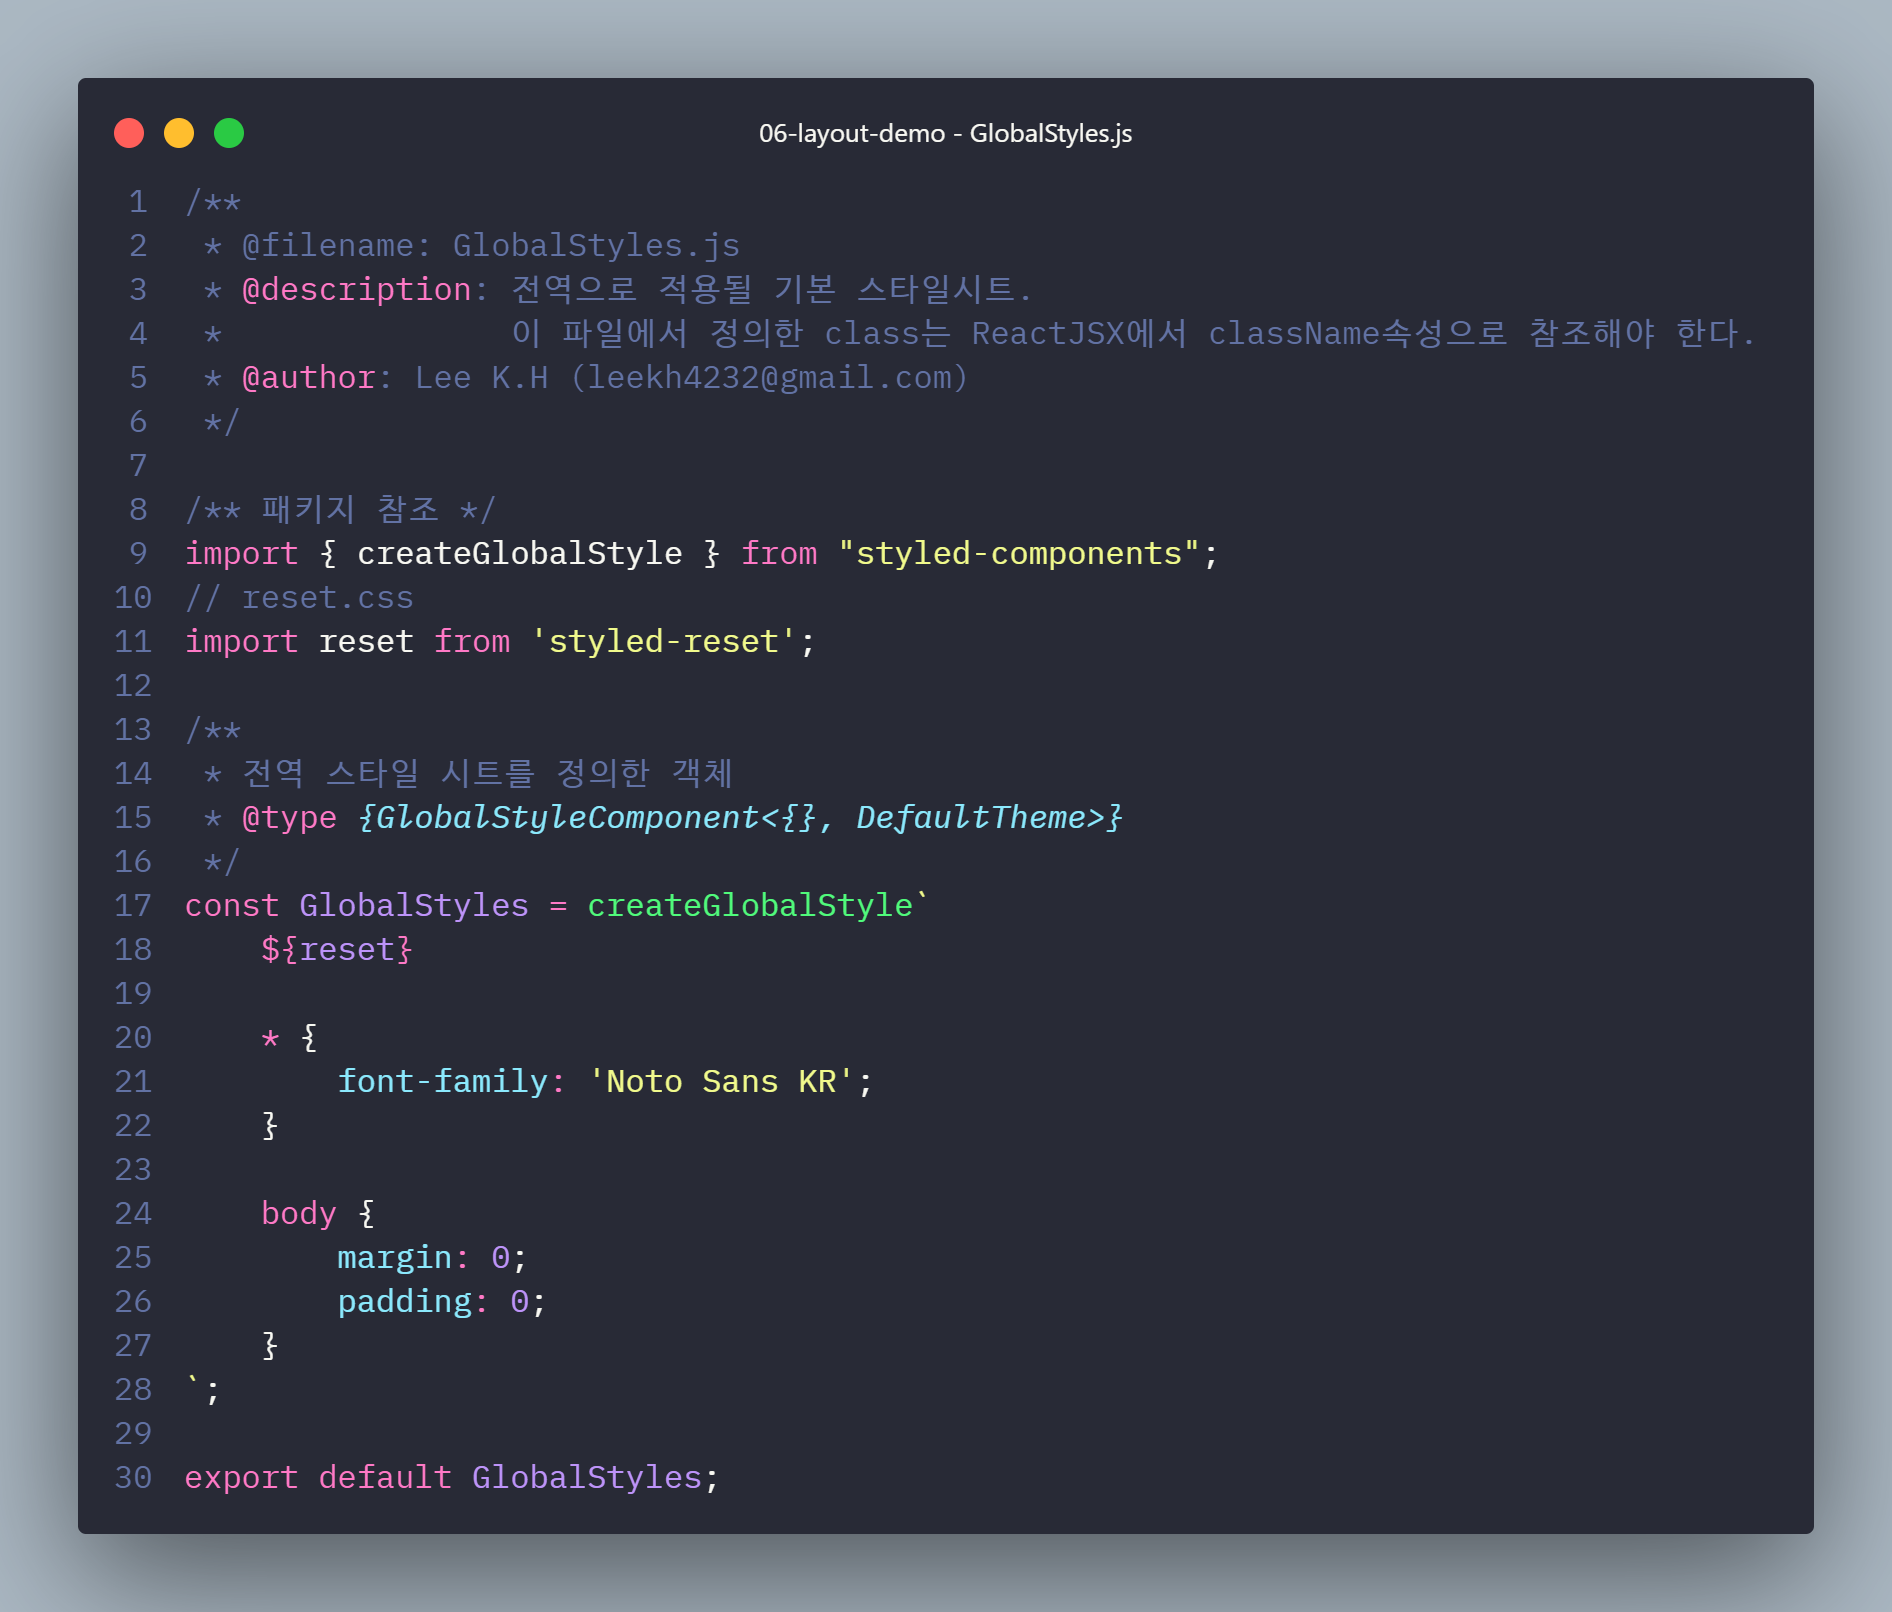 06-layout-demo - GlobalStyles.js
1 /**
2  * @filename: GlobalStyles.js
3  * @description: 전역으로 적용될 기본 스타일시트.
4  *               이 파일에서 정의한 class는 ReactJSX에서 className속성으로 참조해야 한다.
5  * @author: Lee K.H (leekh4232@gmail.com)
6  */
7
8 /** 패키지 참조 */
9 import { createGlobalStyle } from "styled-components";
10 // reset.css
11 import reset from 'styled-reset';
12
13 /**
14  * 전역 스타일 시트를 정의한 객체
15  * @type {GlobalStyleComponent<{}, DefaultTheme>}
16  */
17 const GlobalStyles = createGlobalStyle`
18     ${reset}
19
20     * {
21         font-family: 'Noto Sans KR';
22     }
23
24     body {
25         margin: 0;
26         padding: 0;
27     }
28 `;
29
30 export default GlobalStyles;